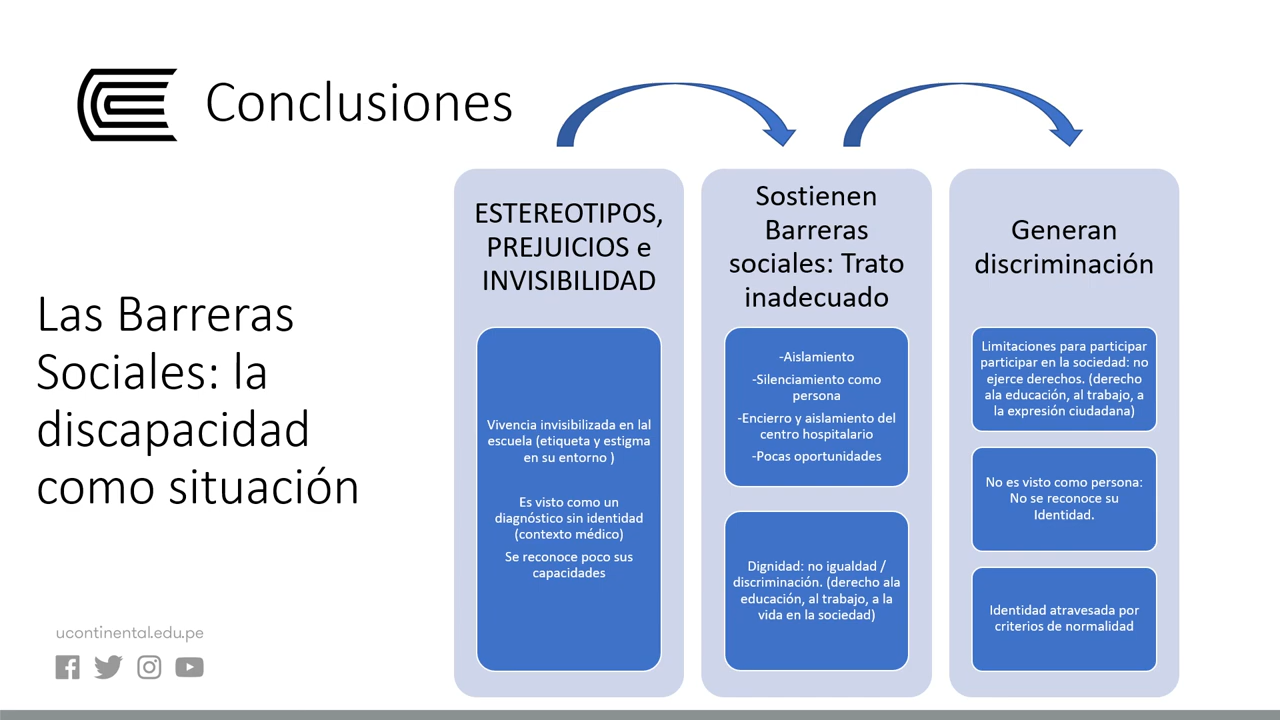 Conclusiones
Las Barreras
Sociales: la
discapacidad
como situación
ucontinental.edu.pe
ESTEREOTIPOS,
PREJUICIOS e
INVISIBILIDAD
Vivencia invisibilizada en lal
escuela (etiqueta y estigma
en su entorno )
Es visto como un
diagnóstico sin identidad
(contexto médico)
Se reconoce poco sus
capacidades
Sostienen
Barreras
sociales: Trato
inadecuado
-Aislamiento
-Silenciamiento como
persona
-Encierro y aislamiento del
centro hospitalario
-Pocas oportunidades
Dignidad: no igualdad /
discriminación. (derecho ala
educación, al trabajo, a la
vida en la sociedad)
Generan
discriminación
Limitaciones para participar
participar en la sociedad: no
ejerce derechos. (derecho
ala educación, al trabajo, a
la expresión ciudadana)
No es visto como persona:
No se reconoce su
Identidad.
Identidad atravesada por
criterios de normalidad